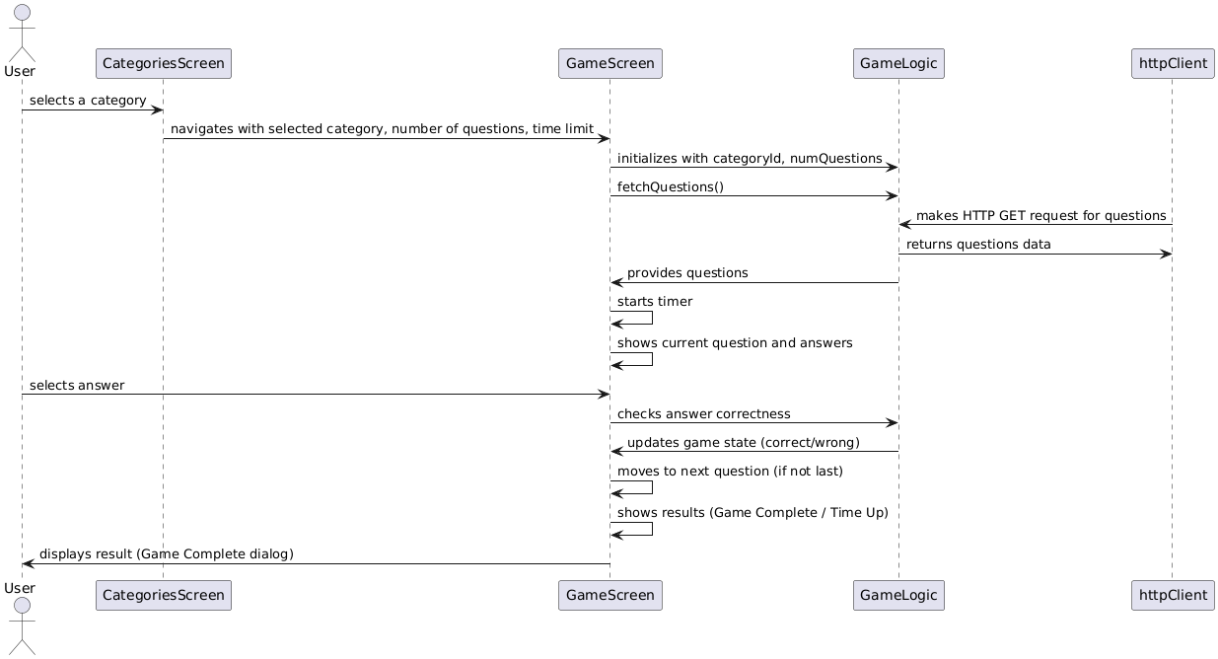 User
CategoriesScreen
GameScreen
GameLogic
httpClient
selects a category
navigates with selected category, number of questions, time limit
initializes with categoryId, numQuestions
fetchQuestions()
makes HTTP GET request for questions
returns questions data
provides questions
starts timer
shows current question and answers
selects answer
checks answer correctness
updates game state (correct/wrong)
moves to next question (if not last)
shows results (Game Complete / Time Up)
displays result (Game Complete dialog)
User
CategoriesScreen
GameScreen
GameLogic
httpClient